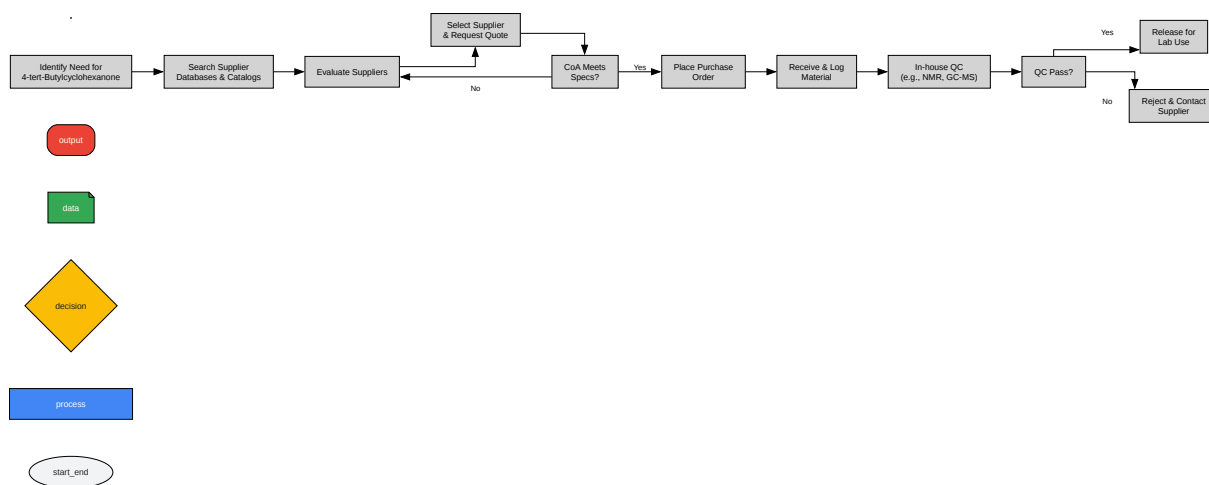 Select Supplier
& Request Quote
Yes
Release for
Lab Use
Identify Need for
4-tert-Butylcyclohexanone
Search Supplier
Databases & Catalogs
Evaluate Suppliers
CoA Meets
Specs?
Yes
Place Purchase
Order
Receive & Log
Material
In-house QC
(e.g., NMR, GC-MS)
QC Pass?
No
No
Reject & Contact
Supplier
output
data
decision
process
start_end